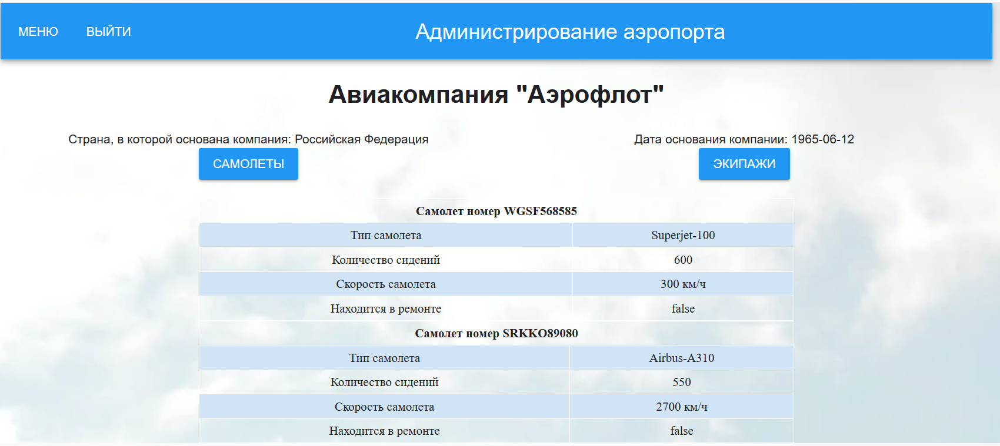 МЕНЮ ВЫЙТИ Администрирование аэропорта
Авиакомпания "Аэрофлот"
Страна, в которой основана компания: Российская Федерация Дата основания компании: 1965-06-12
САМОЛЕТЫ ЭКИПАЖИ
Самолет номер WGSF568585
Тип самолета Superjet-100
Количество сидений 600
Скорость самолета 300 км/ч
Находится в ремонте false
Самолет номер SRKKO89080
Тип самолета Airbus-A310
Количество сидений 550
Скорость самолета 2700 км/ч
Находится в ремонте false